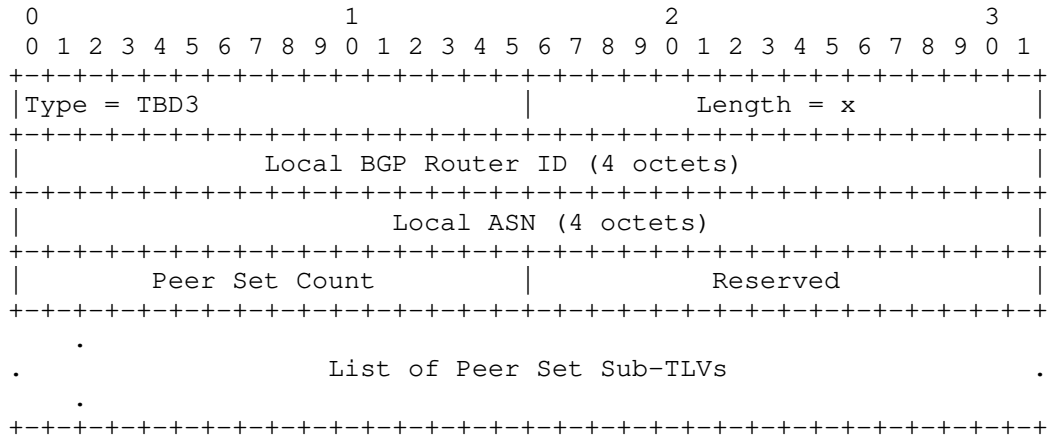 0                   1                   2                   3
 0 1 2 3 4 5 6 7 8 9 0 1 2 3 4 5 6 7 8 9 0 1 2 3 4 5 6 7 8 9 0 1
+-+-+-+-+-+-+-+-+-+-+-+-+-+-+-+-+-+-+-+-+-+-+-+-+-+-+-+-+-+-+-+-+
|Type = TBD3                    |          Length = x           |
+-+-+-+-+-+-+-+-+-+-+-+-+-+-+-+-+-+-+-+-+-+-+-+-+-+-+-+-+-+-+-+-+
|               Local BGP Router ID (4 octets)                  |
+-+-+-+-+-+-+-+-+-+-+-+-+-+-+-+-+-+-+-+-+-+-+-+-+-+-+-+-+-+-+-+-+
|                       Local ASN (4 octets)                    |
+-+-+-+-+-+-+-+-+-+-+-+-+-+-+-+-+-+-+-+-+-+-+-+-+-+-+-+-+-+-+-+-+
|        Peer Set Count         |           Reserved            |
+-+-+-+-+-+-+-+-+-+-+-+-+-+-+-+-+-+-+-+-+-+-+-+-+-+-+-+-+-+-+-+-+
    .
.                   List of Peer Set Sub-TLVs                   .
    .
+-+-+-+-+-+-+-+-+-+-+-+-+-+-+-+-+-+-+-+-+-+-+-+-+-+-+-+-+-+-+-+-+